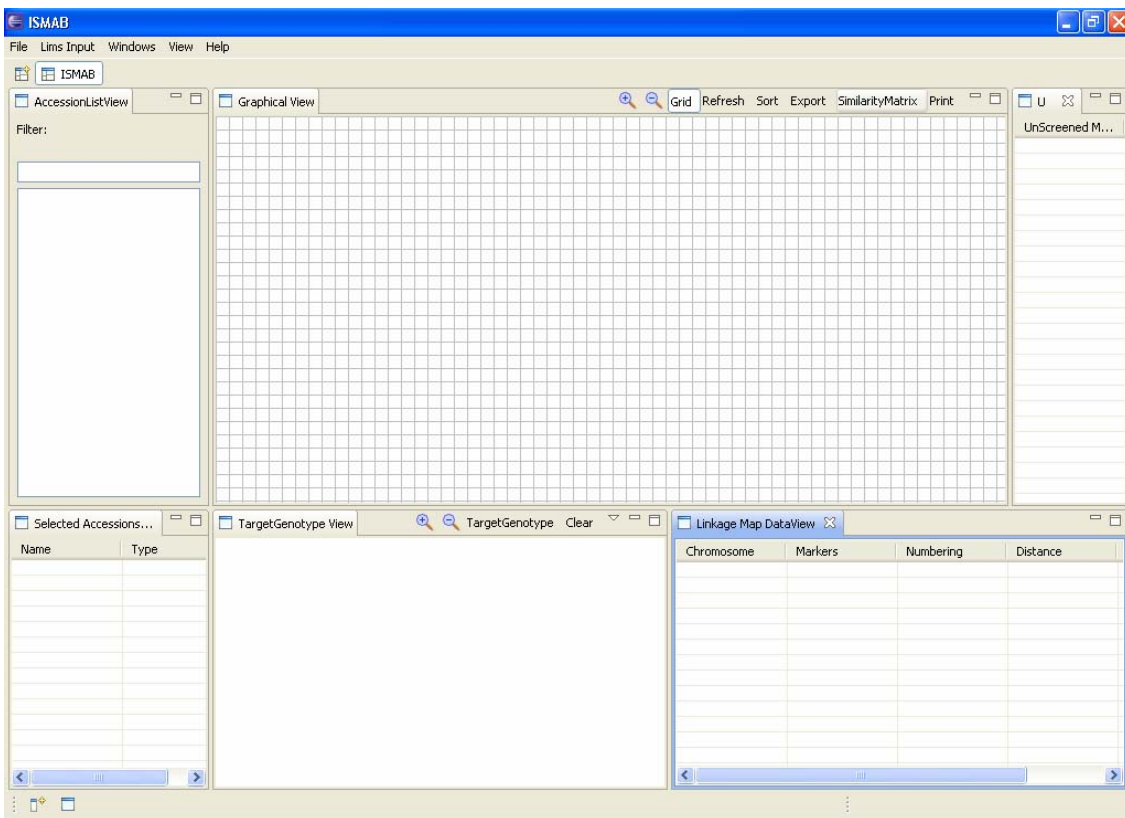 ISMAB
File Lims Input Windows View Help
ISMAB
AccessionListView
Filter:
Graphical View Grid Refresh Sort Export SimilarityMatrix Print
U
UnScreened M...
Selected Accessions...
Name Type
TargetGenotype View TargetGenotype Clear
Linkage Map DataView
Chromosome Markers Numbering Distance